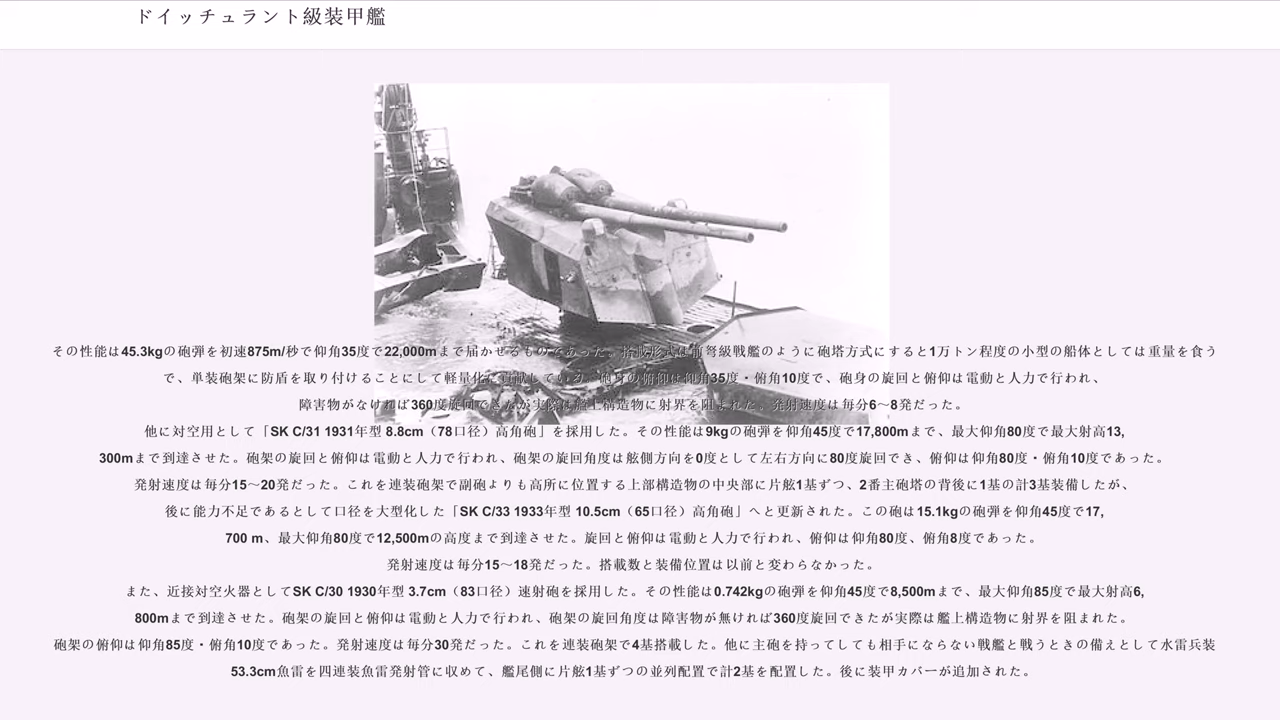 ドイッチュラント級装甲艦
その性能は45.3kgの砲弾を初速875m/秒で仰角35度で22,000mまで届かせるものであった。搭載形式は前弩級戦艦のように砲塔方式にすると1万トン程度の小型の船体としては重量を食う
で、単装砲架に防盾を取り付けることにして軽量化に貢献している。砲身の俯仰は仰角35度・俯角10度で、砲身の旋回と俯仰は電動と人力で行われ、
障害物がなければ360度旋回できたが実際は艦上構造物に射界を阻まれた。発射速度は毎分6〜8発だった。
他に対空用として「SK C/31 1931年型 8.8cm（78口径）高角砲」を採用した。その性能は9kgの砲弾を仰角45度で17,800mまで、最大仰角80度で最大射高13,
300mまで到達させた。砲架の旋回と俯仰は電動と人力で行われ、砲架の旋回角度は舷側方向を0度として左右方向に80度旋回でき、俯仰は仰角80度・俯角10度であった。
発射速度は毎分15〜20発だった。これを連装砲架で副砲よりも高所に位置する上部構造物の中央部に片舷1基ずつ、2番主砲塔の背後に1基の計3基装備したが、
後に能力不足であるとして口径を大型化した「SK C/33 1933年型 10.5cm（65口径）高角砲」へと更新された。この砲は15.1kgの砲弾を仰角45度で17,
700 m、最大仰角80度で12,500mの高度まで到達させた。旋回と俯仰は電動と人力で行われ、俯仰は仰角80度、俯角8度であった。
発射速度は毎分15〜18発だった。搭載数と装備位置は以前と変わらなかった。
また、近接対空火器としてSK C/30 1930年型 3.7cm（83口径）速射砲を採用した。その性能は0.742kgの砲弾を仰角45度で8,500mまで、最大仰角85度で最大射高6,
800mまで到達させた。砲架の旋回と俯仰は電動と人力で行われ、砲架の旋回角度は障害物が無ければ360度旋回できたが実際は艦上構造物に射界を阻まれた。
砲架の俯仰は仰角85度・俯角10度であった。発射速度は毎分30発だった。これを連装砲架で4基搭載した。他に主砲を持ってしても相手にならない戦艦と戦うときの備えとして水雷兵装
53.3cm魚雷を四連装魚雷発射管に収めて、艦尾側に片舷1基ずつの並列配置で計2基を配置した。後に装甲カバーが追加された。